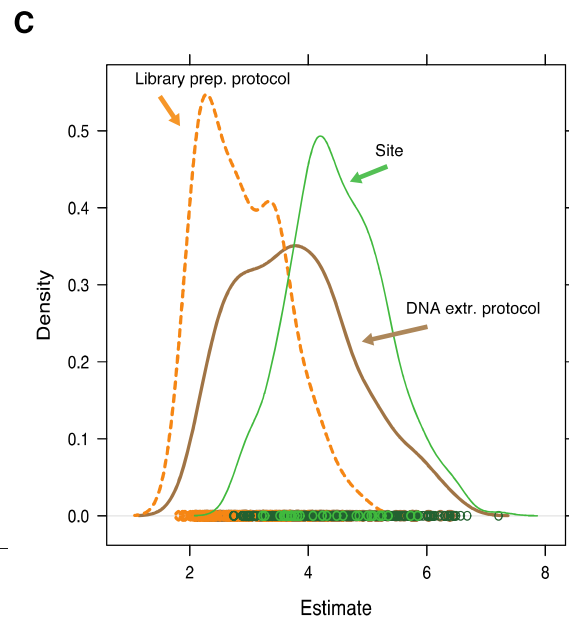 C
Library prep. protocol
Site
DNA extr. protocol
Density
0.5
0.4
0.3
0.2
0.1
0.0
2 4 6 8
Estimate